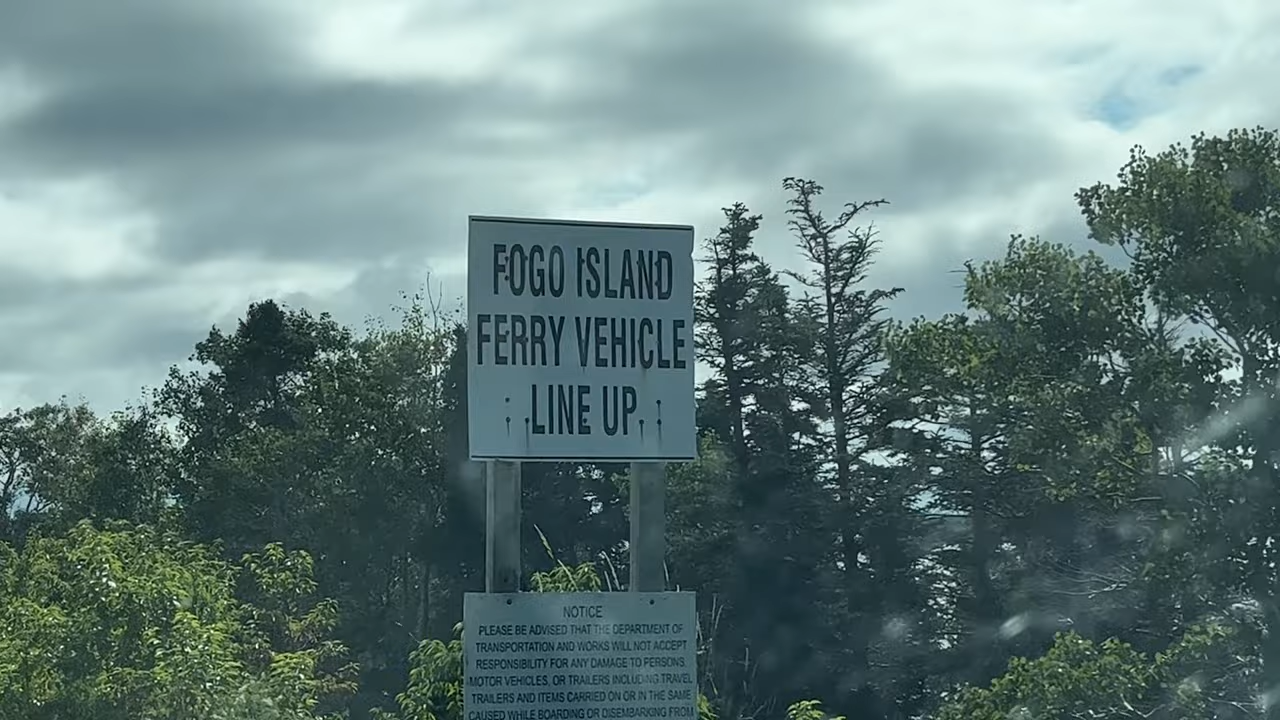 FOGO ISLAND
FERRY VEHICLE
LINE UP
NOTICE
PLEASE BE ADVISED THAT THE DEPARTMENT OF
TRANSPORTATION AND WORKS WILL NOT ACCEPT
RESPONSIBILITY FOR ANY DAMAGE TO PERSONS,
MOTOR VEHICLES, OR TRAILERS INCLUDING TRAVEL
TRAILERS AND ITEMS CARRIED ON OR IN THE SAME
CAUSED WHILE BOARDING OR DISEMBARKING FROM